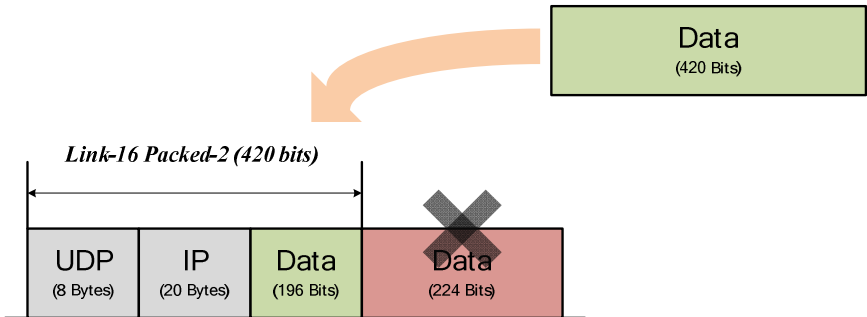 Data
(420 Bits)
Link-16 Packed-2 (420 bits)
UDP
(8 Bytes)
IP
(20 Bytes)
Data
(196 Bits)
Data
(224 Bits)